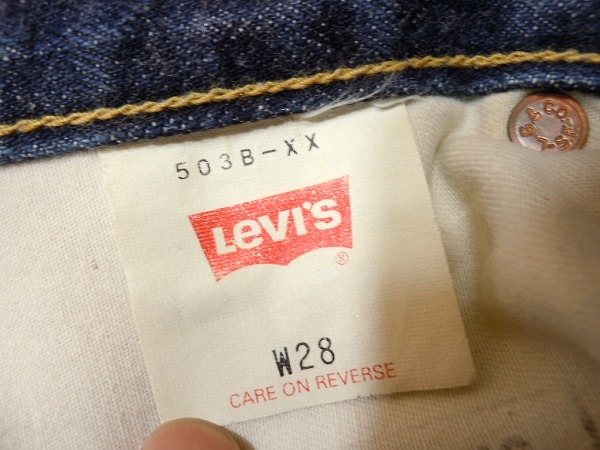 503B-XX
LEVI'S
®
W28
CARE ON REVERSE